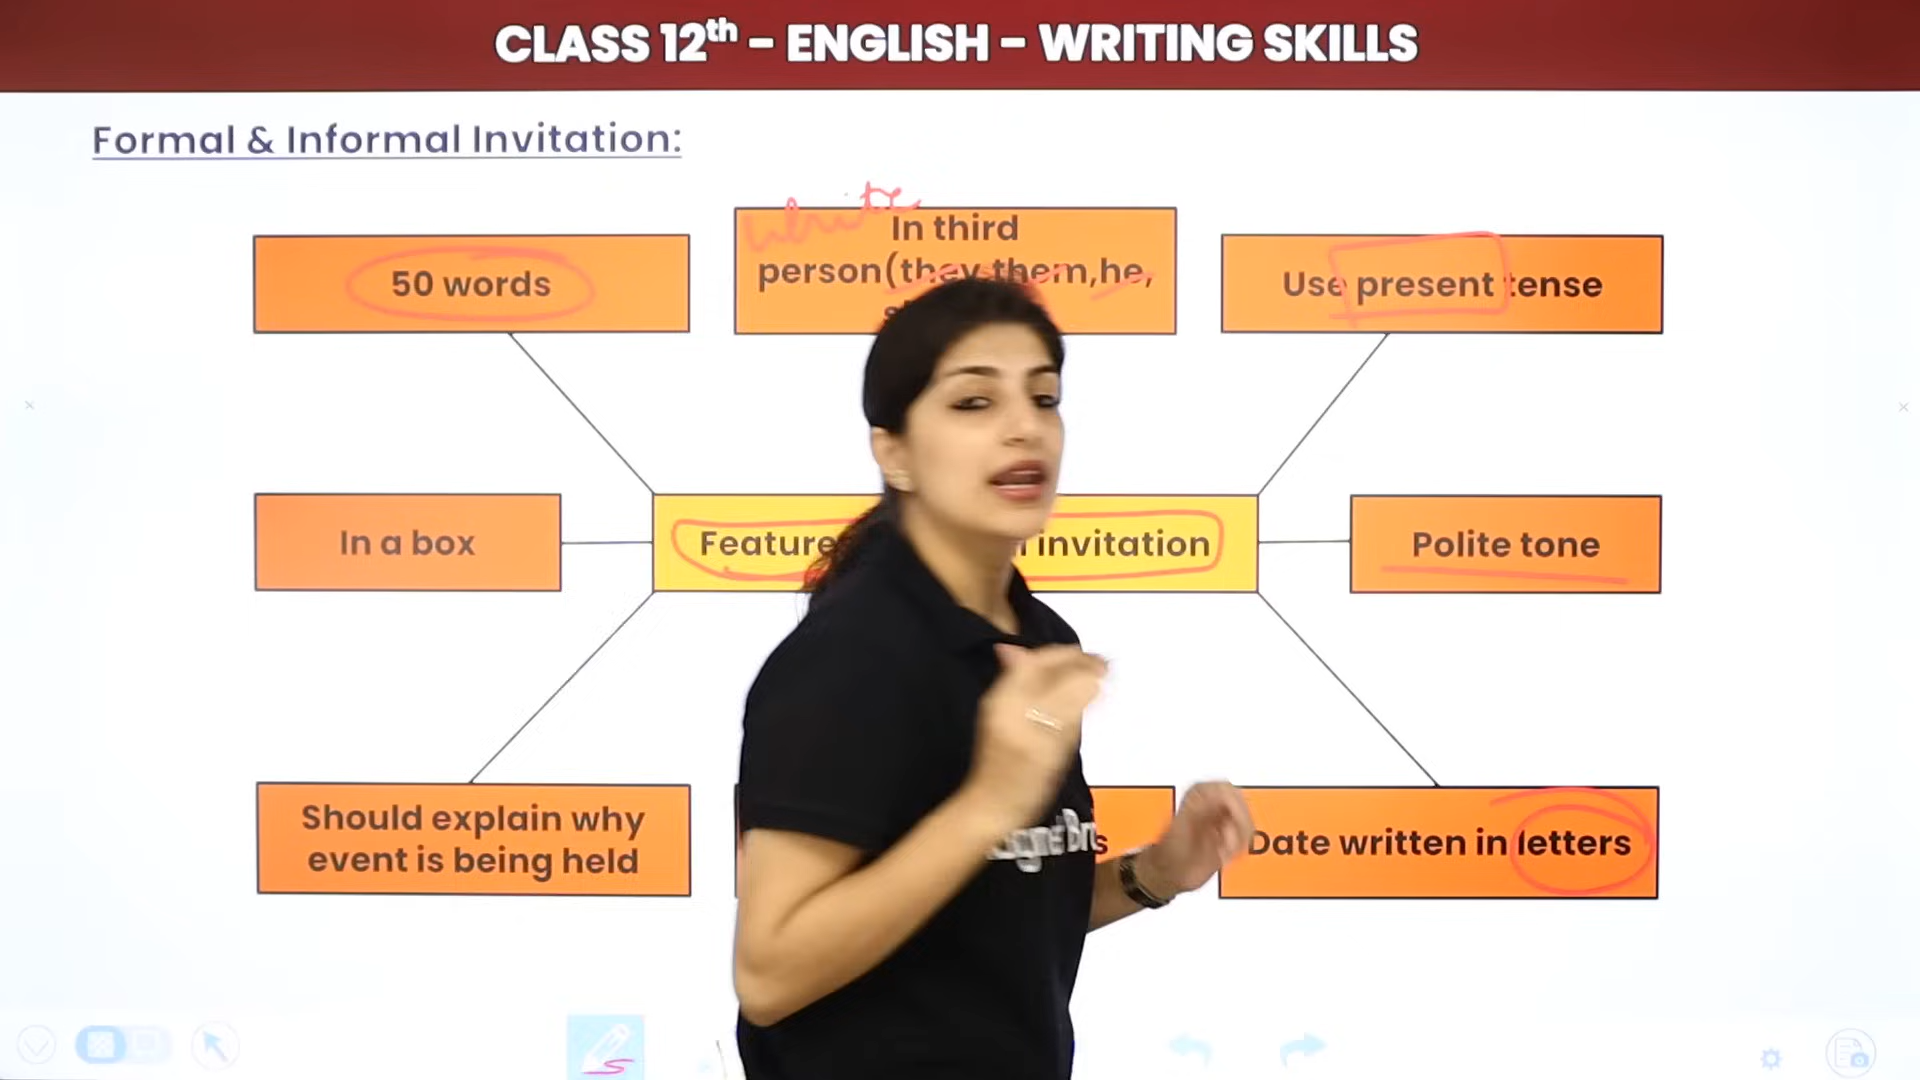 CLASS 12th - ENGLISH - WRITING SKILLS
Formal & Informal Invitation:
write
50 words
In third
person(they,them,he,
Use present tense
In a box
invitation
Polite tone
Should explain why
event is being held
Date written in letters